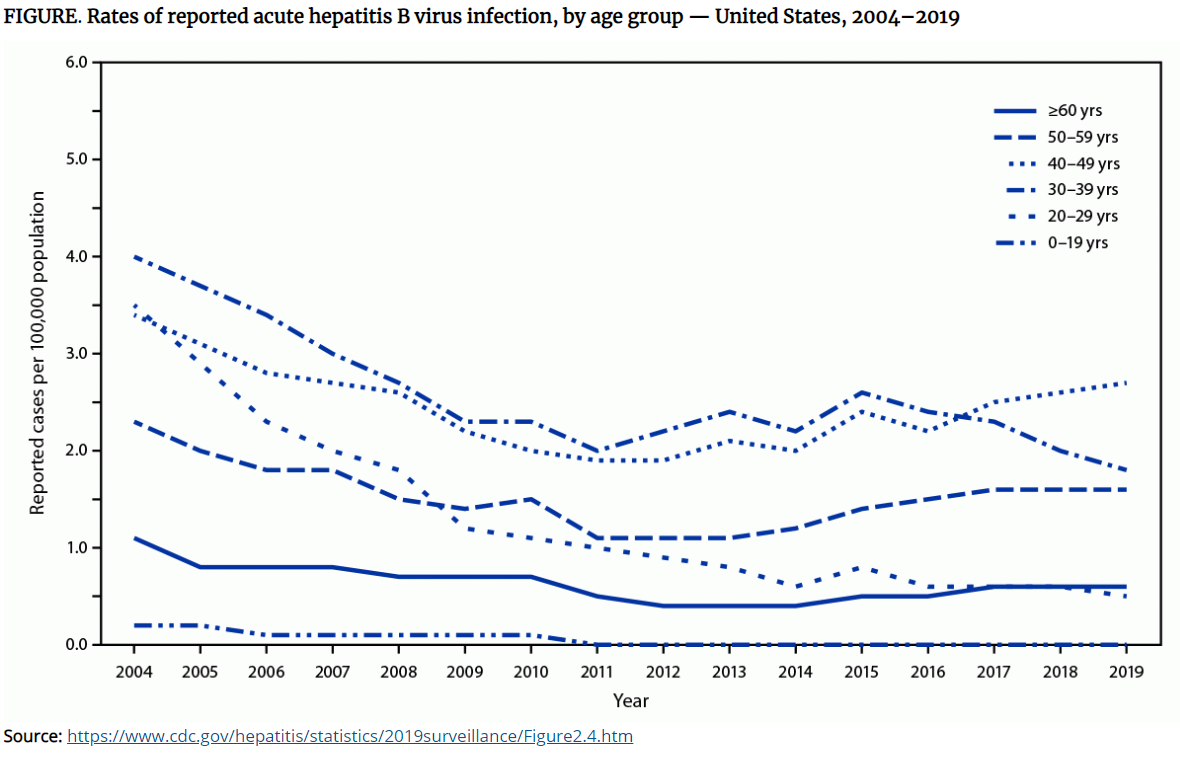 FIGURE. Rates of reported acute hepatitis B virus infection, by age group — United States, 2004–2019
6.0
5.0
4.0
3.0
2.0
1.0
0.0
Reported cases per 100,000 population
≥60 yrs
50–59 yrs
40–49 yrs
30–39 yrs
20–29 yrs
0–19 yrs
2004 2005 2006 2007 2008 2009 2010 2011 2012 2013 2014 2015 2016 2017 2018 2019
Year
Source: https://www.cdc.gov/hepatitis/statistics/2019surveillance/Figure2.4.htm